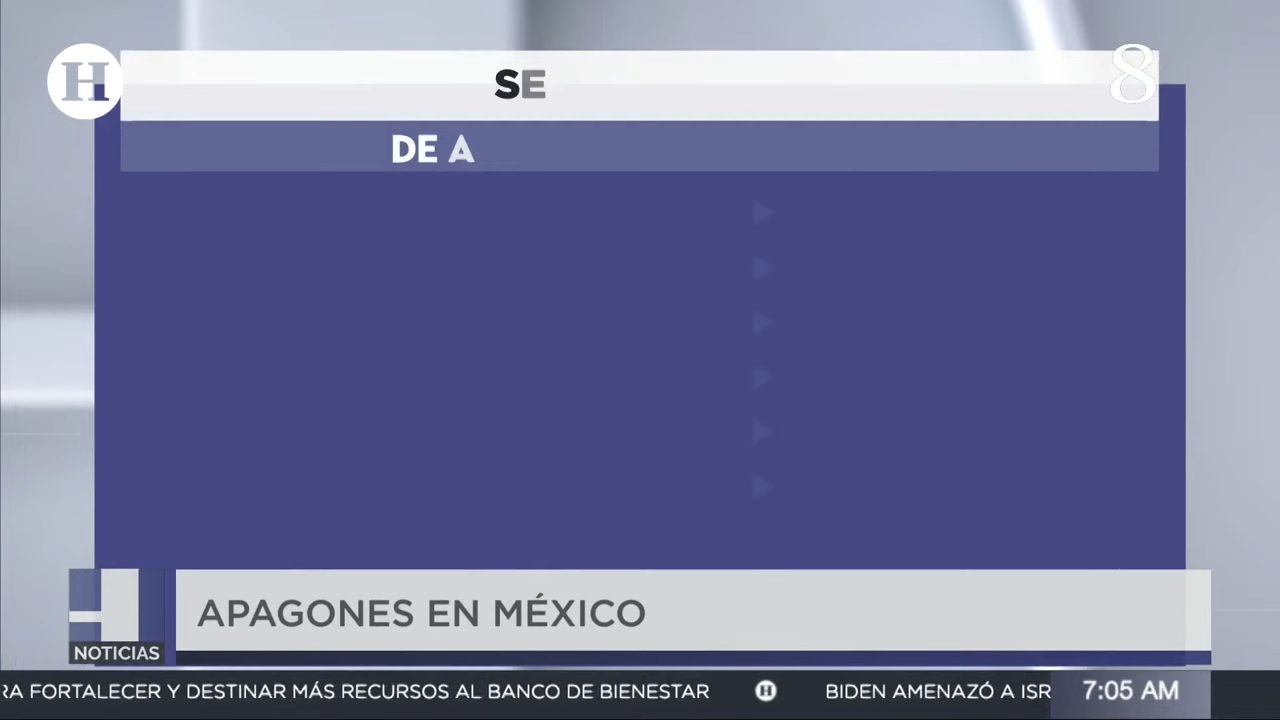 H
8
SE
DE A
APAGONES EN MÉXICO
NOTICIAS
RA FORTALECER Y DESTINAR MÁS RECURSOS AL BANCO DE BIENESTAR H BIDEN AMENAZÓ A ISR
7:05 AM